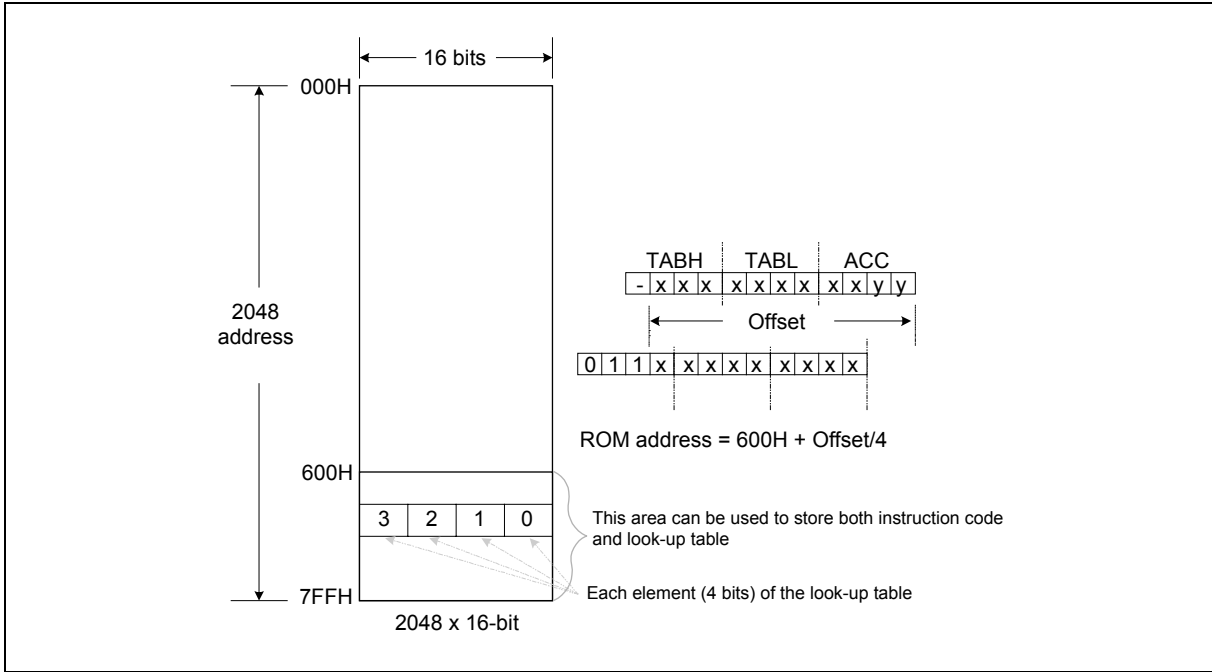 16 bits
000H
2048
address
TABH TABL ACC
- x x x x x x x x x y y
Offset
0 1 1 x x x x x x x x x
ROM address = 600H + Offset/4
600H
3 2 1 0
This area can be used to store both instruction code
and look-up table
Each element (4 bits) of the look-up table
7FFH
2048 x 16-bit